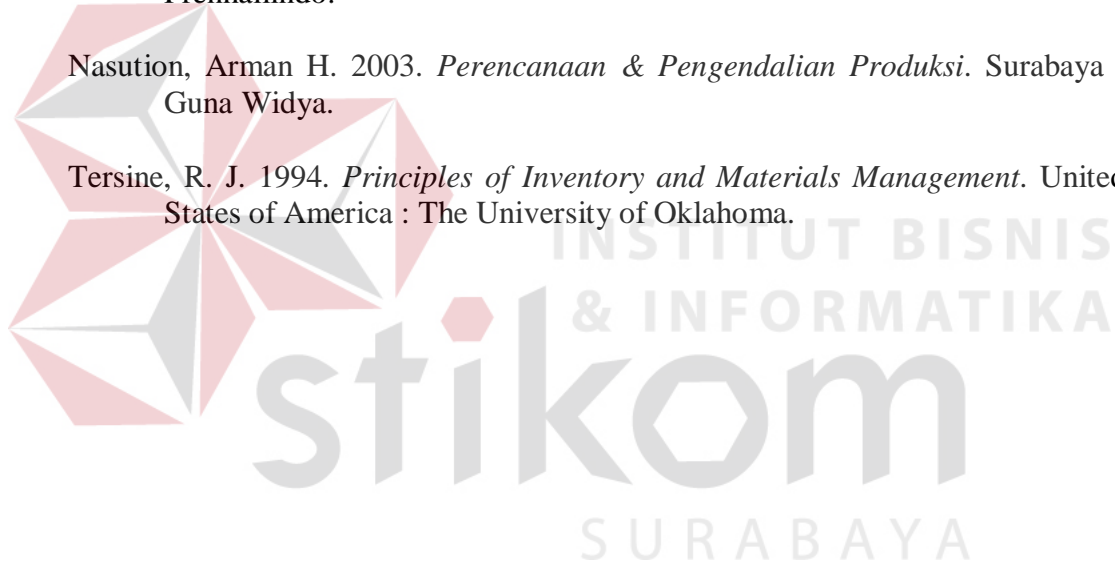 Nasution, Arman H. 2003. Perencanaan & Pengendalian Produksi. Surabaya
Guna Widya.
Tersine, R. J. 1994. Principles of Inventory and Materials Management. United
States of America : The University of Oklahoma.
INSTITUT BISNIS
& INFORMATIKA
stikom
SURABAYA